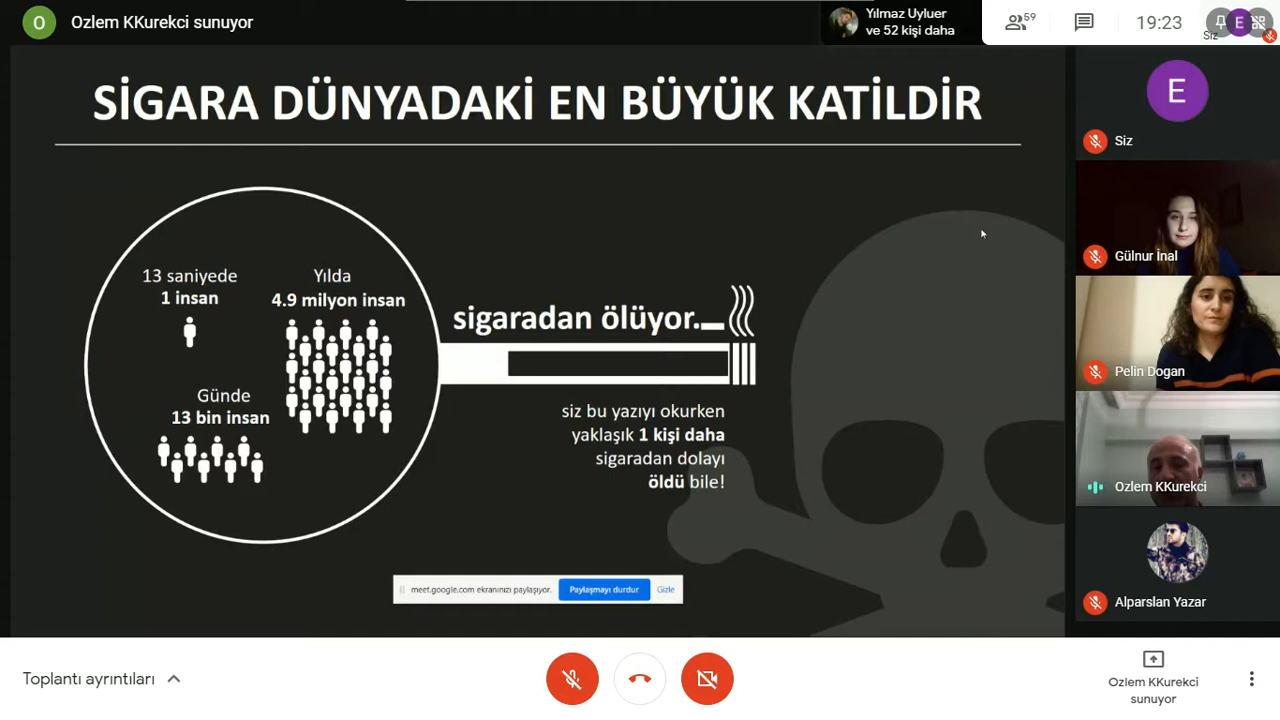 O
Ozlem KKurekci sunuyor
Yılmaz Uyluer
ve 52 kişi daha
59
19:23
E
Siz
SİGARA DÜNYADAKİ EN BÜYÜK KATİLDİR
13 saniyede
1 insan
Yılda
4.9 milyon insan
Günde
13 bin insan
sigaradan ölüyor.
siz bu yazıyı okurken
yaklaşık 1 kişi daha
sigaradan dolayı
öldü bile!
meet.google.com ekranınızı paylaşıyor.
Paylaşmayı durdur
Gizle
E
Siz
Gülnur İnal
Pelin Dogan
Ozlem KKurekci
Alparslan Yazar
Toplantı ayrıntıları
Ozlem KKurekci
sunuyor